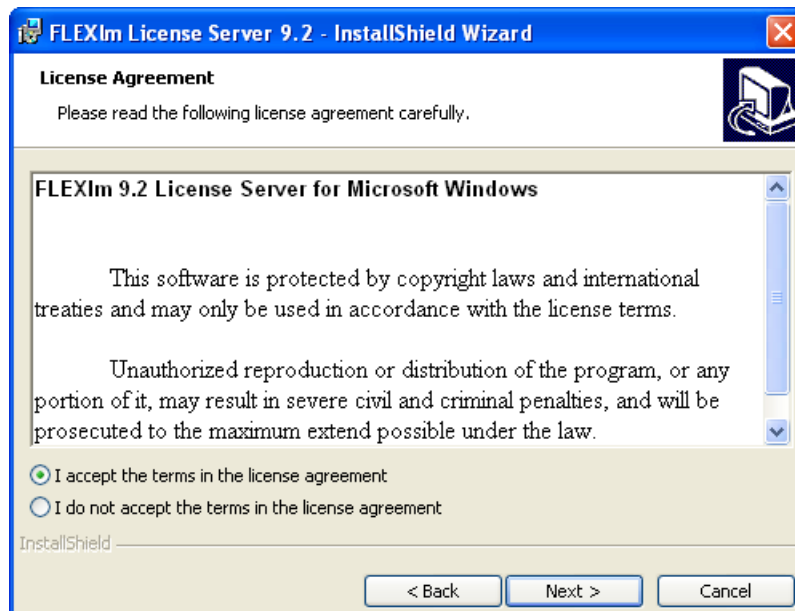 FLEXlm License Server 9.2 - InstallShield Wizard
License Agreement
Please read the following license agreement carefully.
FLEXlm 9.2 License Server for Microsoft Windows
This software is protected by copyright laws and international
treaties and may only be used in accordance with the license terms.
Unauthorized reproduction or distribution of the program, or any
portion of it, may result in severe civil and criminal penalties, and will be
prosecuted to the maximum extend possible under the law.
I accept the terms in the license agreement
I do not accept the terms in the license agreement
InstallShield
< Back
Next >
Cancel